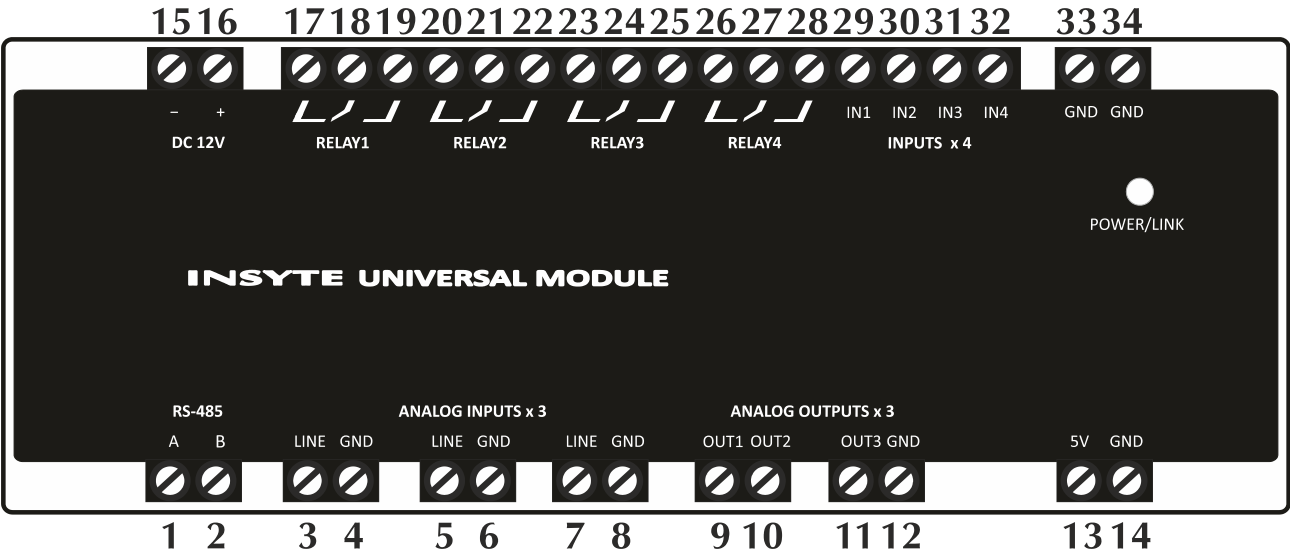 15 16 17 18 19 20 21 22 23 24 25 26 27 28 29 30 31 32 33 34
− + IN1 IN2 IN3 IN4 GND GND
DC 12V RELAY1 RELAY2 RELAY3 RELAY4 INPUTS x 4
POWER/LINK
INSYTE UNIVERSAL MODULE
RS-485 ANALOG INPUTS x 3 ANALOG OUTPUTS x 3
A B LINE GND LINE GND LINE GND OUT1 OUT2 OUT3 GND 5V GND
1 2 3 4 5 6 7 8 9 10 11 12 13 14